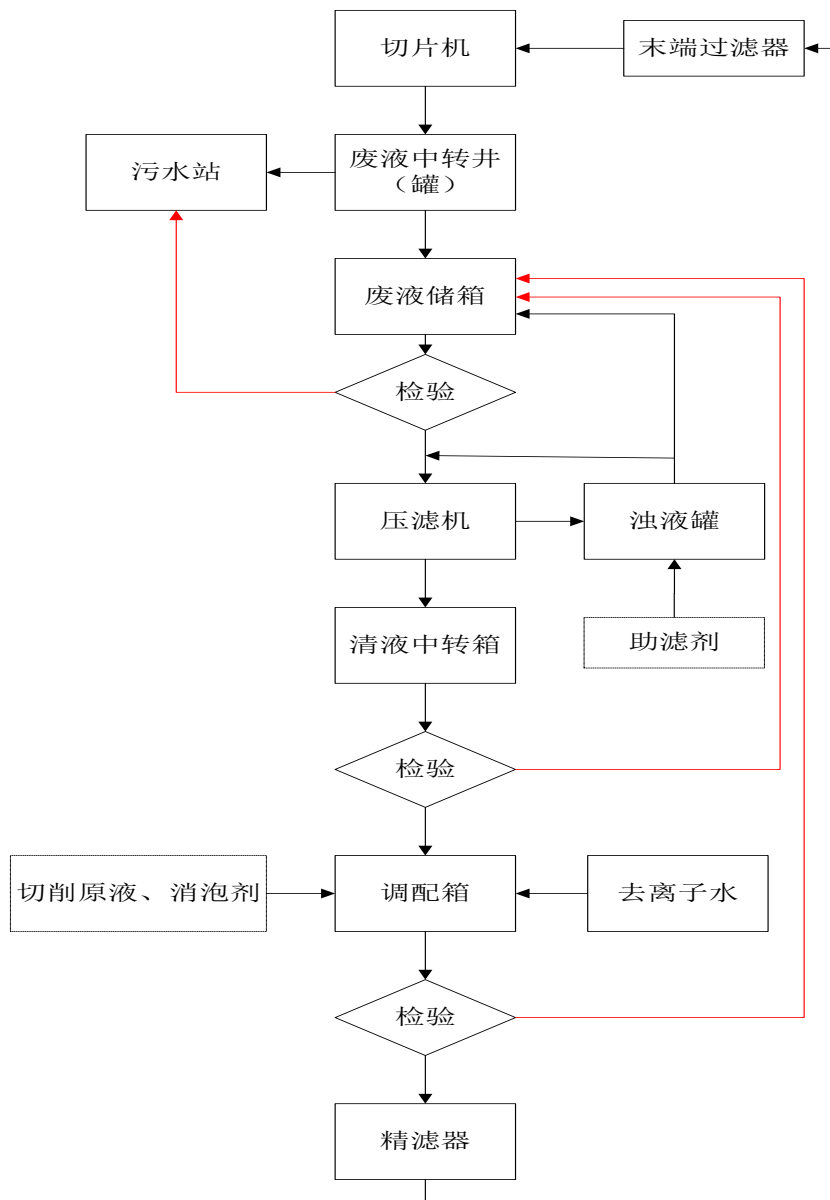 切片机
末端过滤器
污水站
废液中转井
（罐）
废液储箱
检验
压滤机
浊液罐
清液中转箱
助滤剂
检验
切削原液、消泡剂
调配箱
去离子水
检验
精滤器